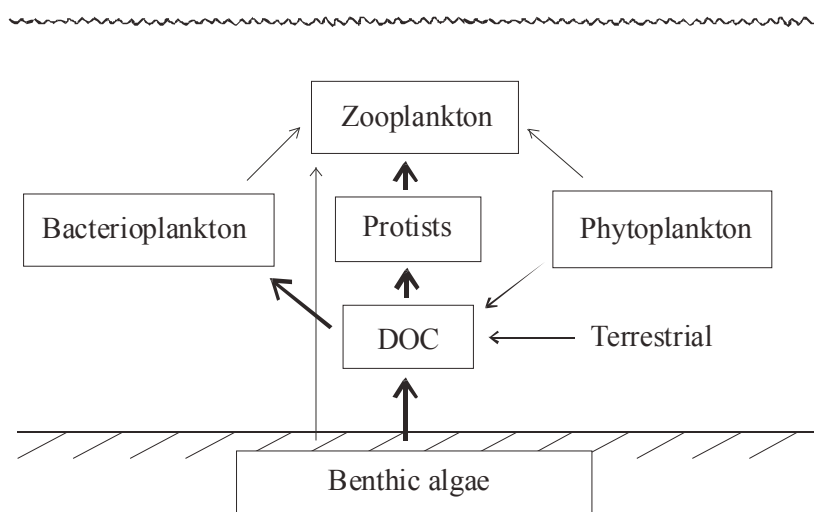 Zooplankton
Bacterioplankton
Protists
Phytoplankton
DOC
Terrestrial
Benthic algae